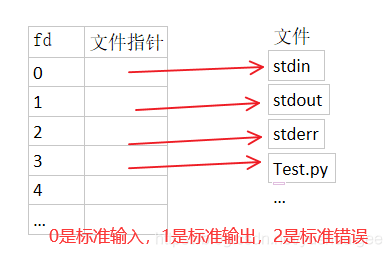 fd 文件指针 文件
0 stdin
1 stdout
2 stderr
3 Test.py
4
... ...
0是标准输入，1是标准输出，2是标准错误